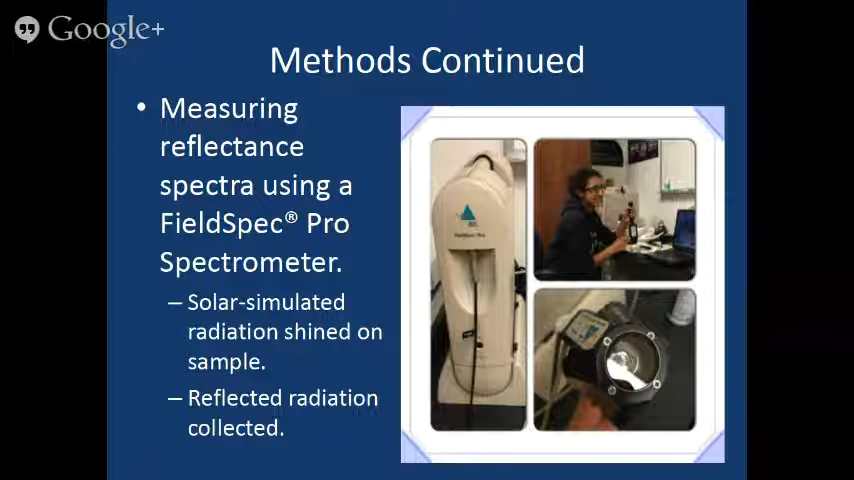 Google+
Methods Continued
• Measuring
reflectance
spectra using a
FieldSpec® Pro
Spectrometer.
– Solar-simulated
radiation shined on
sample.
– Reflected radiation
collected.